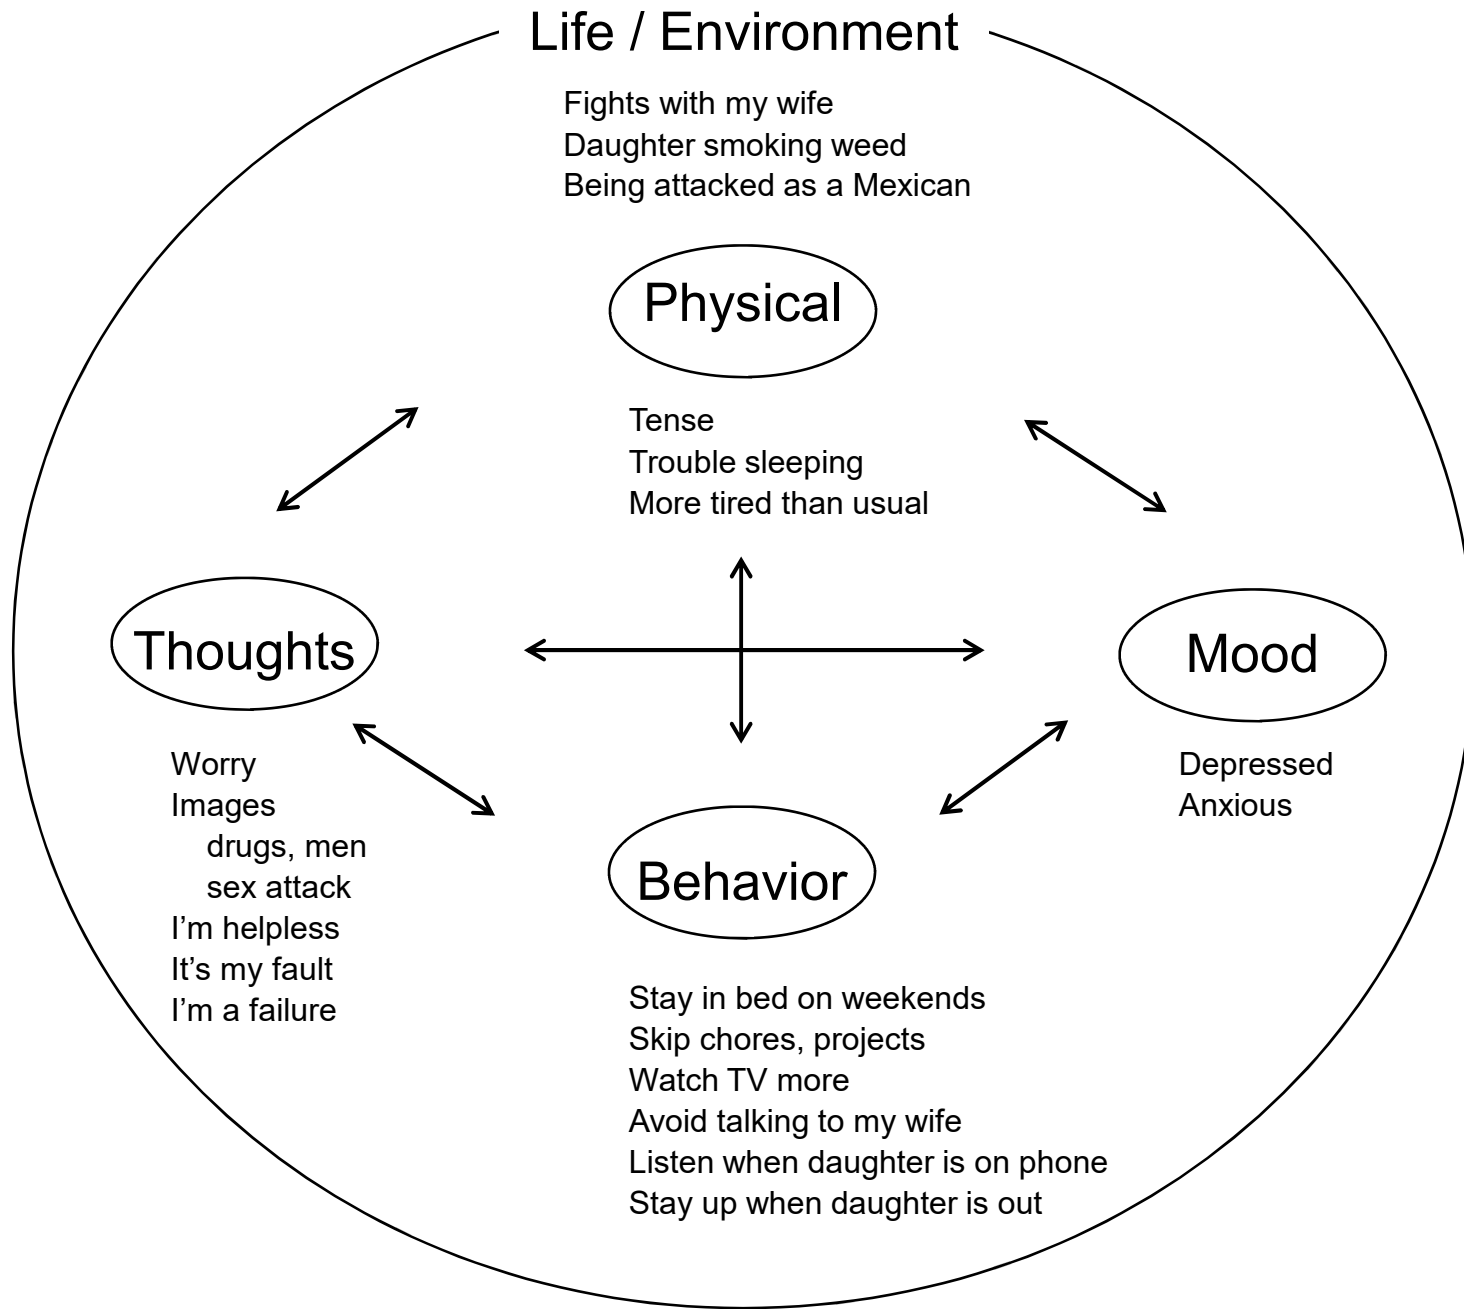 Life / Environment
Fights with my wife
Daughter smoking weed
Being attacked as a Mexican
Physical
Tense
Trouble sleeping
More tired than usual
Thoughts
Worry
Images
drugs, men
sex attack
I’m helpless
It’s my fault
I’m a failure
Mood
Depressed
Anxious
Behavior
Stay in bed on weekends
Skip chores, projects
Watch TV more
Avoid talking to my wife
Listen when daughter is on phone
Stay up when daughter is out